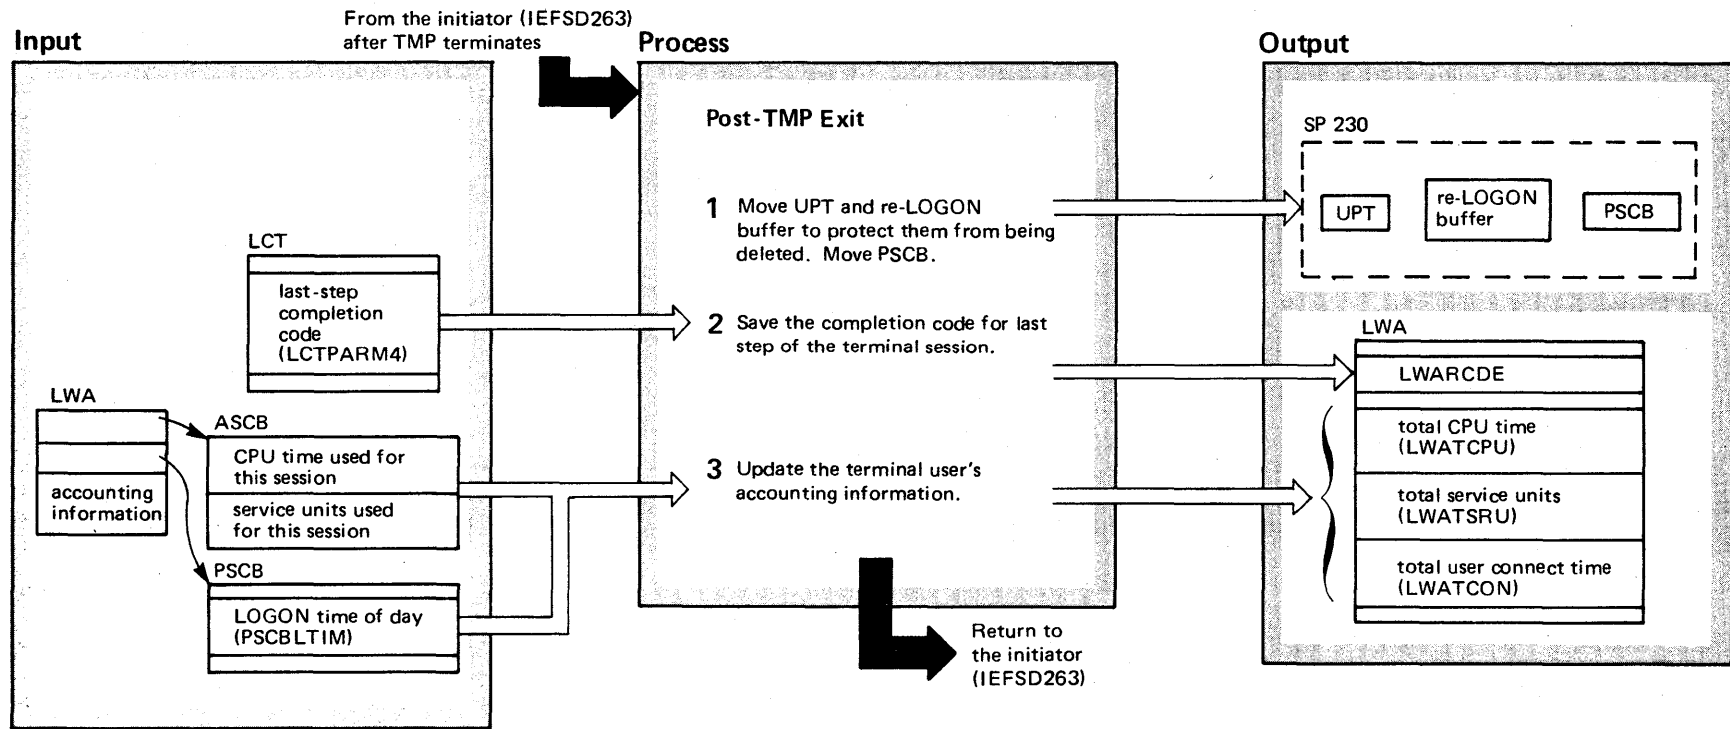 From the initiator (IEFSD263)
after TMP terminates
Input
Process
Output
Post-TMP Exit
SP 230
UPT
re-LOGON
buffer
PSCB
1 Move UPT and re-LOGON
buffer to protect them from being
deleted. Move PSCB.
LCT
last-step
completion
code
(LCTPARM4)
2 Save the completion code for last
step of the terminal session.
LWA
LWARCDE
total CPU time
(LWATCPU)
total service units
(LWATSRU)
total user connect time
(LWATCON)
LWA
accounting
information
ASCB
CPU time used for
this session
service units used
for this session
3 Update the terminal user's
accounting information.
PSCB
LOGON time of day
(PSCBLTIM)
Return to
the initiator
(IEFSD263)